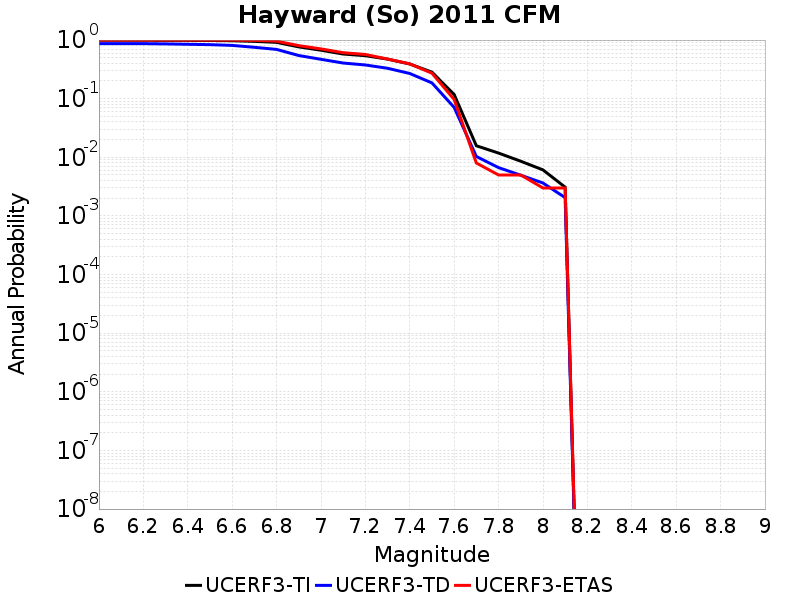 Hayward (So) 2011 CFM
Annual Probability
10^0
10^-1
10^-2
10^-3
10^-4
10^-5
10^-6
10^-7
10^-8
6 6.2 6.4 6.6 6.8 7 7.2 7.4 7.6 7.8 8 8.2 8.4 8.6 8.8 9
Magnitude
UCERF3-TI UCERF3-TD UCERF3-ETAS